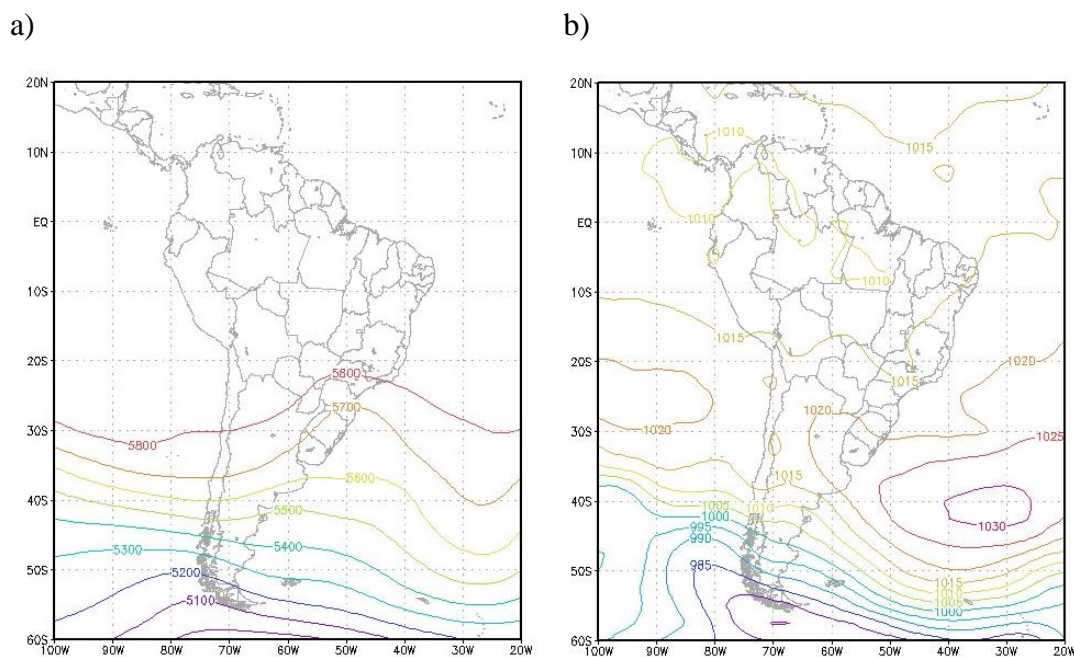 a)
b)
20N
10N
EQ
10S
20S
30S
40S
50S
60S
100W
90W
80W
70W
60W
50W
40W
30W
20W
5800
5700
5800
5600
5500
5400
5300
5200
5100
20N
10N
EQ
10S
20S
30S
40S
50S
60S
100W
90W
80W
70W
60W
50W
40W
30W
20W
1010
1015
1010
1010
1015
1020
1015
1020
1020
1025
1015
1005
1010
1000
1030
995
990
985
1015
1010
1005
1000